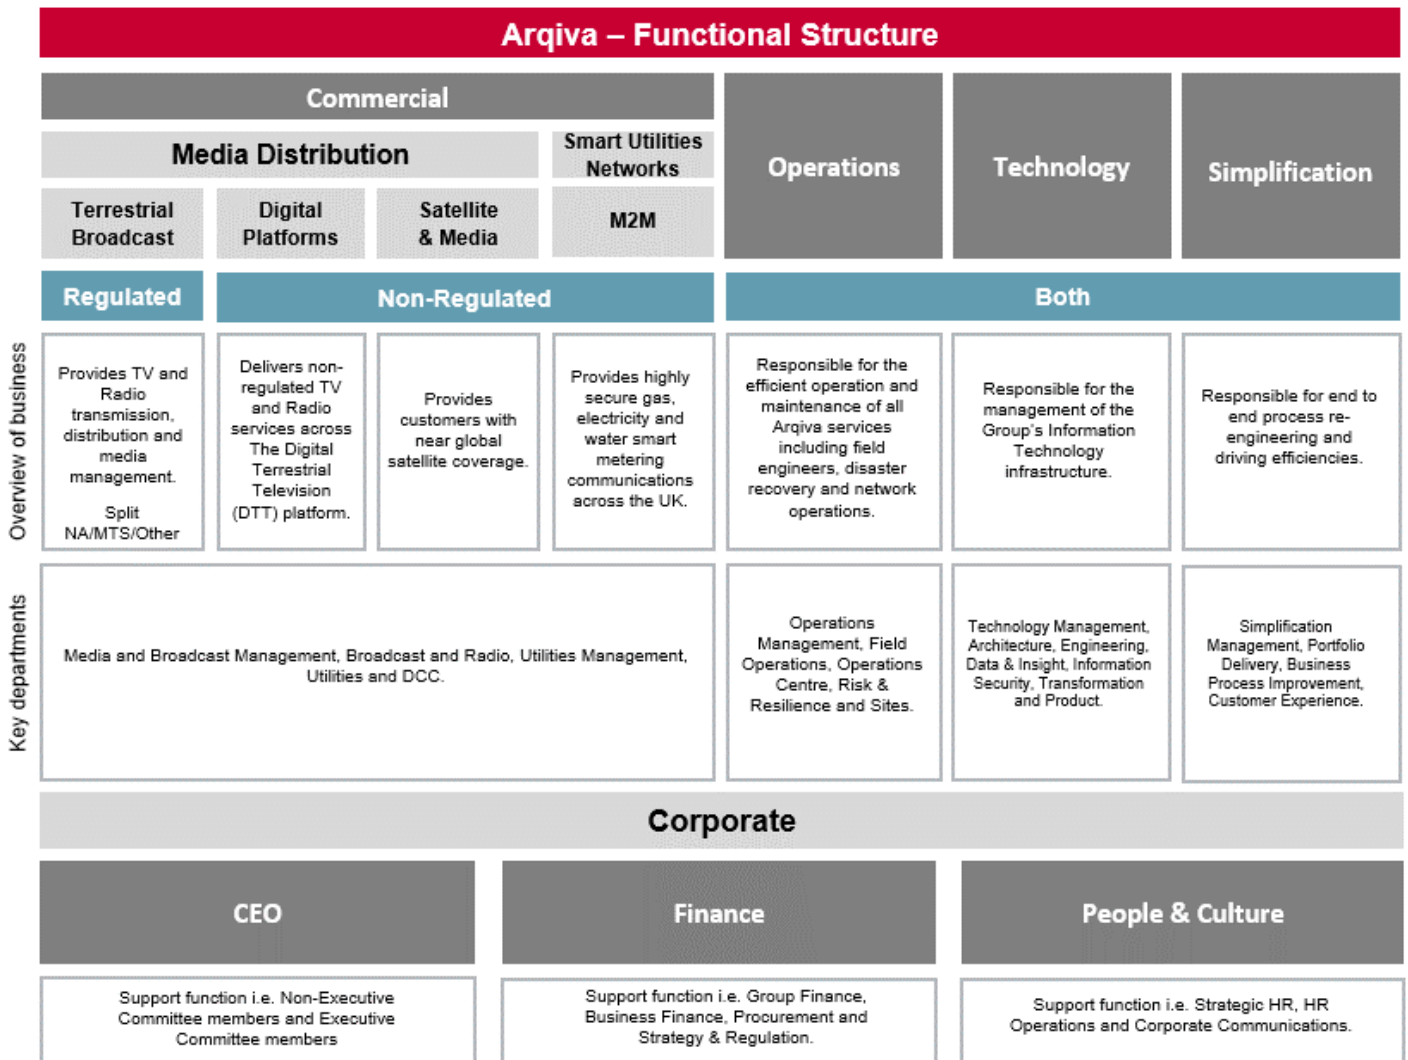 Arqiva – Functional Structure
Commercial
Media Distribution
Smart Utilities
Networks
Operations
Technology
Simplification
Terrestrial
Broadcast
Digital
Platforms
Satellite
& Media
M2M
Regulated
Non-Regulated
Both
Overview of business
Provides TV and
Radio
transmission,
distribution and
media
management.
Split
NA/MTS/Other
Delivers non-
regulated TV
and Radio
services across
The Digital
Terrestrial
Television
(DTT) platform.
Provides
customers with
near global
satellite coverage.
Provides highly
secure gas,
electricity and
water smart
metering
communications
across the UK.
Responsible for the
efficient operation and
maintenance of all
Arqiva services
including field
engineers, disaster
recovery and network
operations.
Responsible for the
management of the
Group's Information
Technology
infrastructure.
Responsible for end to
end process re-
engineering and
driving efficiencies.
Key departments
Media and Broadcast Management, Broadcast and Radio, Utilities Management,
Utilities and DCC.
Operations
Management, Field
Operations, Operations
Centre, Risk &
Resilience and Sites.
Technology Management,
Architecture, Engineering,
Data & Insight, Information
Security, Transformation
and Product.
Simplification
Management, Portfolio
Delivery, Business
Process Improvement,
Customer Experience.
Corporate
CEO
Finance
People & Culture
Support function i.e. Non-Executive
Committee members and Executive
Committee members
Support function i.e. Group Finance,
Business Finance, Procurement and
Strategy & Regulation.
Support function i.e. Strategic HR, HR
Operations and Corporate Communications.